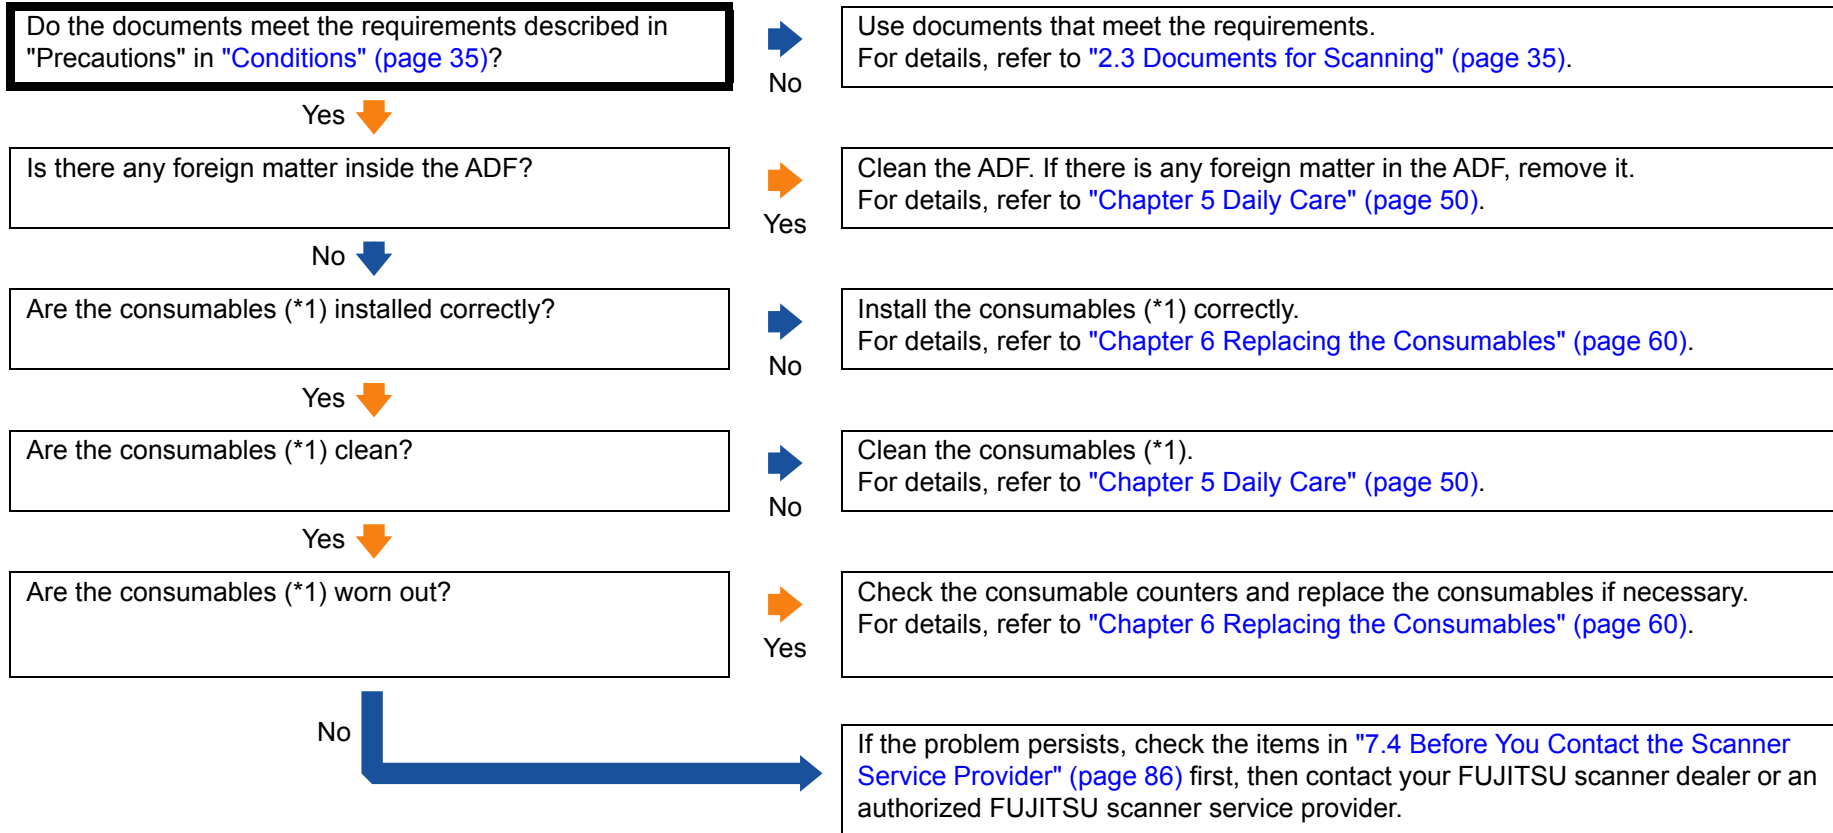 Do the documents meet the requirements described in
"Precautions" in "Conditions" (page 35)?
No
Use documents that meet the requirements.
For details, refer to "2.3 Documents for Scanning" (page 35).
Yes
Is there any foreign matter inside the ADF?
Yes
Clean the ADF. If there is any foreign matter in the ADF, remove it.
For details, refer to "Chapter 5 Daily Care" (page 50).
No
Are the consumables (*1) installed correctly?
No
Install the consumables (*1) correctly.
For details, refer to "Chapter 6 Replacing the Consumables" (page 60).
Yes
Are the consumables (*1) clean?
No
Clean the consumables (*1).
For details, refer to "Chapter 5 Daily Care" (page 50).
Yes
Are the consumables (*1) worn out?
Yes
Check the consumable counters and replace the consumables if necessary.
For details, refer to "Chapter 6 Replacing the Consumables" (page 60).
No
If the problem persists, check the items in "7.4 Before You Contact the Scanner
Service Provider" (page 86) first, then contact your FUJITSU scanner dealer or an
authorized FUJITSU scanner service provider.